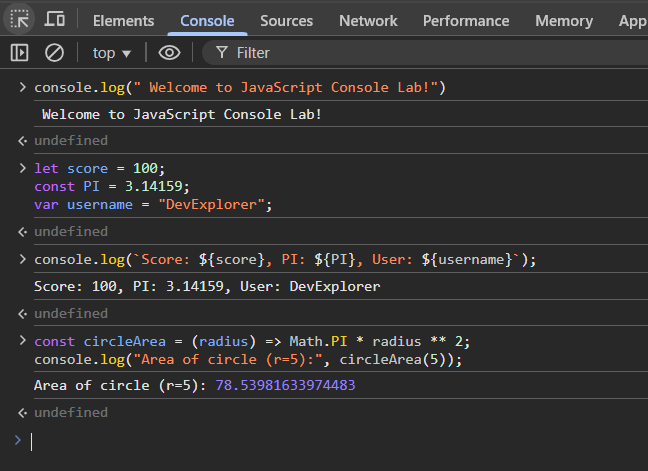 Elements Console Sources Network Performance Memory App
top Filter
console.log(" Welcome to JavaScript Console Lab!")
Welcome to JavaScript Console Lab!
undefined
let score = 100;
const PI = 3.14159;
var username = "DevExplorer";
undefined
console.log(`Score: ${score}, PI: ${PI}, User: ${username}`);
Score: 100, PI: 3.14159, User: DevExplorer
undefined
const circleArea = (radius) => Math.PI * radius ** 2;
console.log("Area of circle (r=5):", circleArea(5));
Area of circle (r=5): 78.53981633974483
undefined